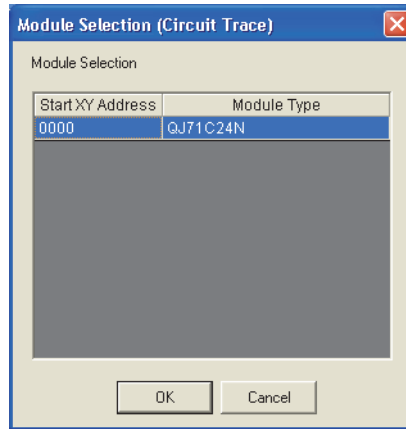 Module Selection (Circuit Trace)
Module Selection
Start XY Address Module Type
0000 QJ71C24N
OK Cancel